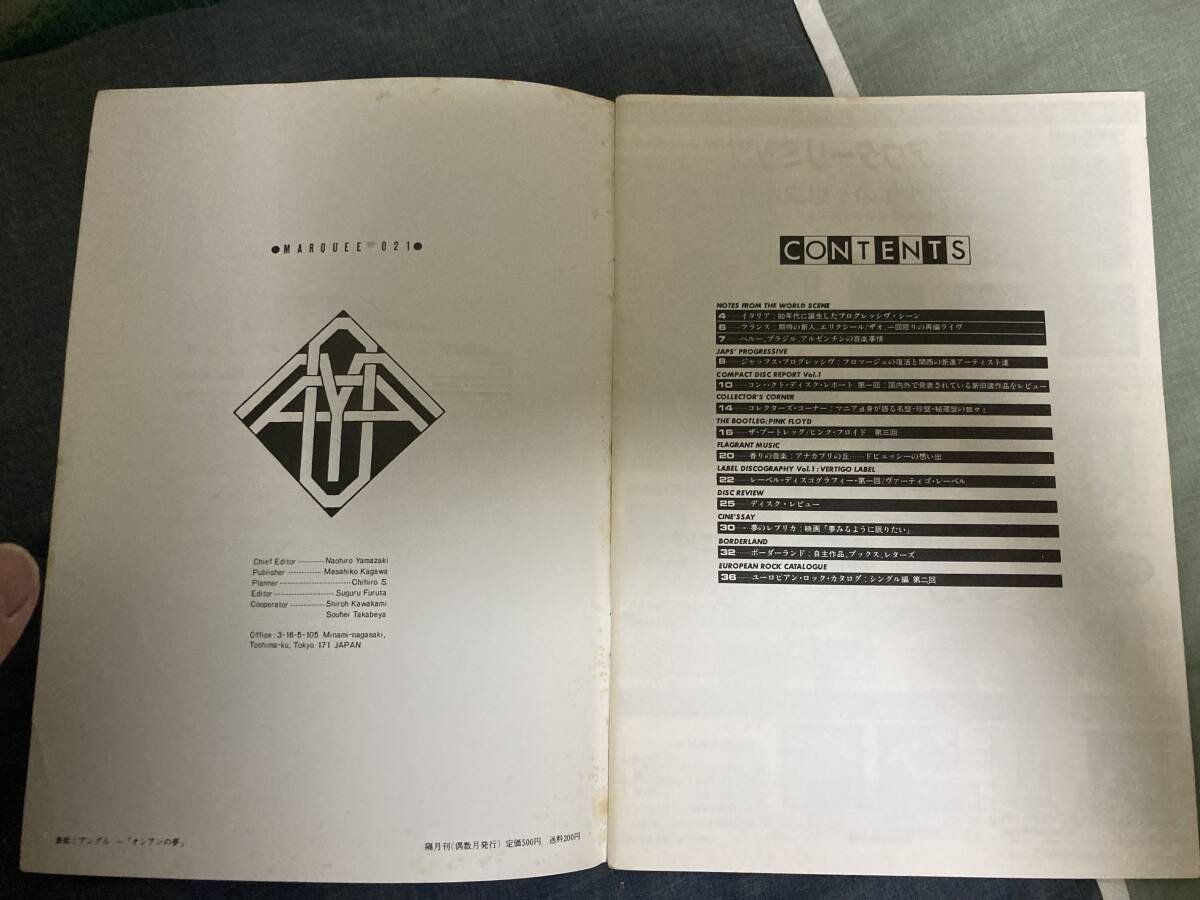 ●MARQUEE 021●
Chief Editor ---------- Naohiro Yamazaki
Publisher ------------- Masahiko Kagawa
Planner --------------------------- Chihiro S.
Editor ----------------------- Suguru Furuta
Cooperator ------------- Shiroh Kawakami
Souhei Takabeya
Office : 3-16-5-105 Minami-nagasaki,
Toshima-ku, Tokyo 171 JAPAN
表紙：アングル ー「オシアンの夢」
隔月刊(偶数月発行) 定価500円 送料200円
CONTENTS
NOTES FROM THE WORLD SCENE
4 ── イタリア：80年代に誕生したプログレッシヴ・シーン
6 ── フランス：期待の新人、エリクシール/ザオ、一回限りの再編ライヴ
7 ── ペルー、ブラジル、アルゼンチンの音楽事情
JAPS' PROGRESSIVE
8 ── ジャップス・プログレッシヴ：フロマージュの復活と関西の新進アーティスト達
COMPACT DISC REPORT Vol.1
10 ── コンパクト・ディスク・レポート 第一回：国内外で発表されている新旧諸作品をレビュー
COLLECTOR'S CORNER
14 ── コレクターズ・コーナー：マニア自身が語る名盤・珍盤・秘蔵盤の数々！
THE BOOTLEG: PINK FLOYD
16 ── ザ・ブートレッグ/ピンク・フロイド 第三回
FLAGRANT MUSIC
20 ── 香りの音楽：アナカプリの丘……ドビュッシーの想い出
LABEL DISCOGRAPHY Vol.1 : VERTIGO LABEL
22 ── レーベル・ディスコグラフィー・第一回/ヴァーティゴ・レーベル
DISC REVIEW
25 ── ディスク・レビュー
CINE'SSAY
30 ── 夢のレプリカ：映画「夢みるように眠りたい」
BORDERLAND
32 ── ボーダーランド：自主作品、ブックス、レターズ
EUROPEAN ROCK CATALOGUE
36 ── ユーロピアン・ロック・カタログ：シングル編 第二回